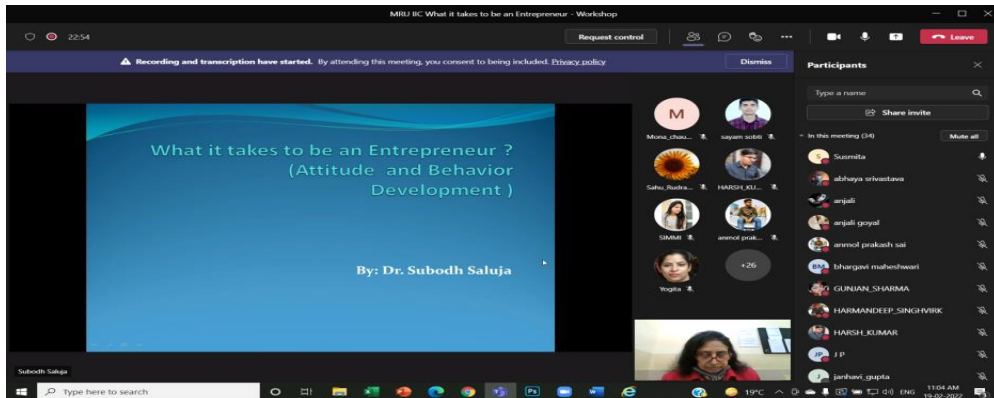 MRU IIC What it takes to be an Entrepreneur - Workshop
22:54
Request control
Leave
Recording and transcription have started. By attending this meeting, you consent to being included. Privacy policy
Dismiss
Participants
Type a name
Share invite
In this meeting (34)
Mute all
What it takes to be an Entrepreneur ?
(Attitude and Behavior
Development )
By: Dr. Subodh Saluja
Subodh Saluja
M
Mona_chau...
sayam sobti
Sahu_Rudra...
HARSH_KU...
SIMMI
anmol prak...
Yogita
+26
S
Susmita
abhaya srivastava
anjali
anjali goyal
anmol prakash sai
BM
bhargavi maheshwari
GUNJAN_SHARMA
HARMANDEEP_SINGHVIRK
HARSH_KUMAR
JP
J P
J
janhavi_gupta
Type here to search
Ps
19°C
ENG
11:04 AM
19-02-2022